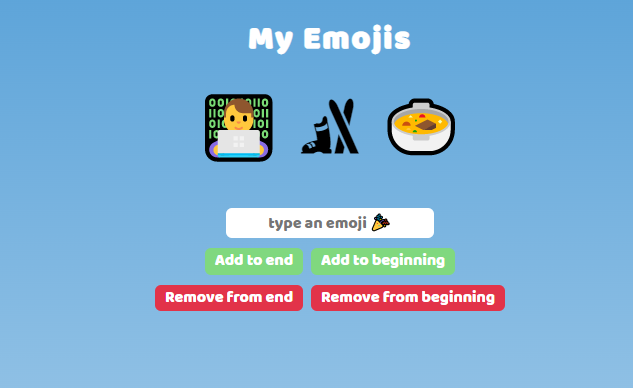 My Emojis
type an emoji 🎉
Add to end Add to beginning
Remove from end Remove from beginning